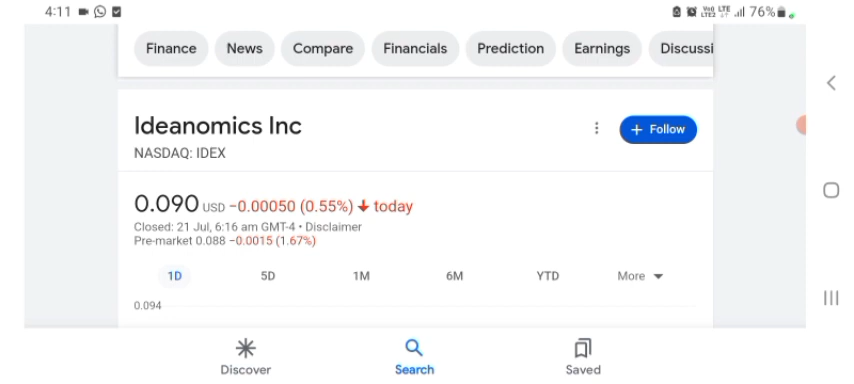 4:11 76%
Finance News Compare Financials Prediction Earnings Discussi
Ideanomics Inc
+ Follow
NASDAQ: IDEX
0.090 USD −0.00050 (0.55%) ↓ today
Closed: 21 Jul, 6:16 am GMT-4 • Disclaimer
Pre-market 0.088 −0.0015 (1.67%)
1D 5D 1M 6M YTD More
0.094
Discover Search Saved